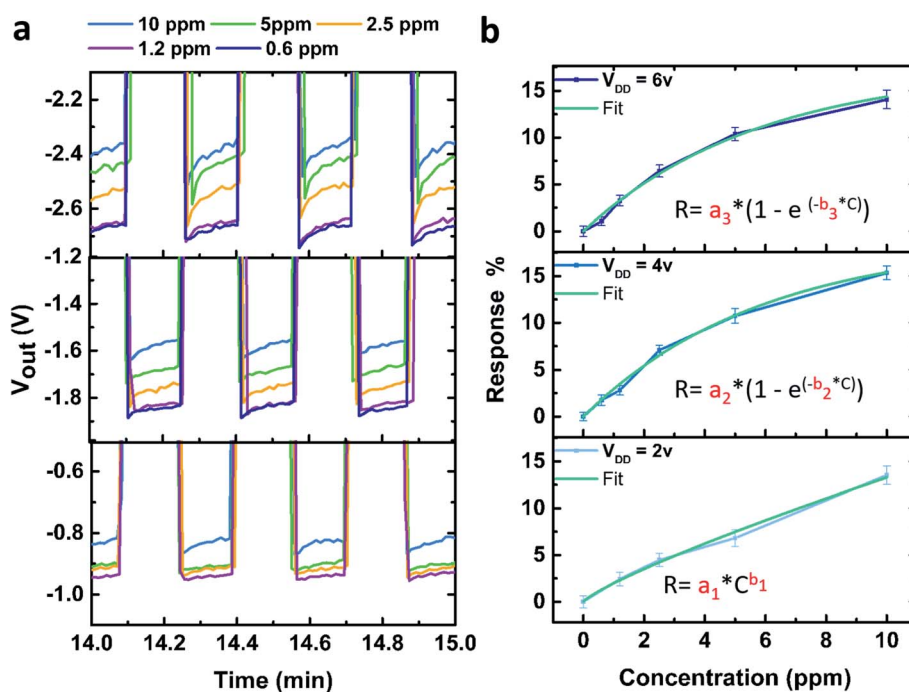 a
10 ppm 5ppm 2.5 ppm
1.2 ppm 0.6 ppm
-2.2
-2.4
-2.6
-1.2
-1.4
-1.6
-1.8
-0.6
-0.8
-1.0
Vout (V)
14.0 14.2 14.4 14.6 14.8 15.0
Time (min)
b
VDD = 6v
Fit
15
10
5
0
R= a3*(1 - e(-b3*C))
VDD = 4v
Fit
15
10
5
0
R= a2*(1 - e(-b2*C))
VDD = 2v
Fit
15
10
5
0
R= a1*Cb1
Response %
0 2 4 6 8 10
Concentration (ppm)